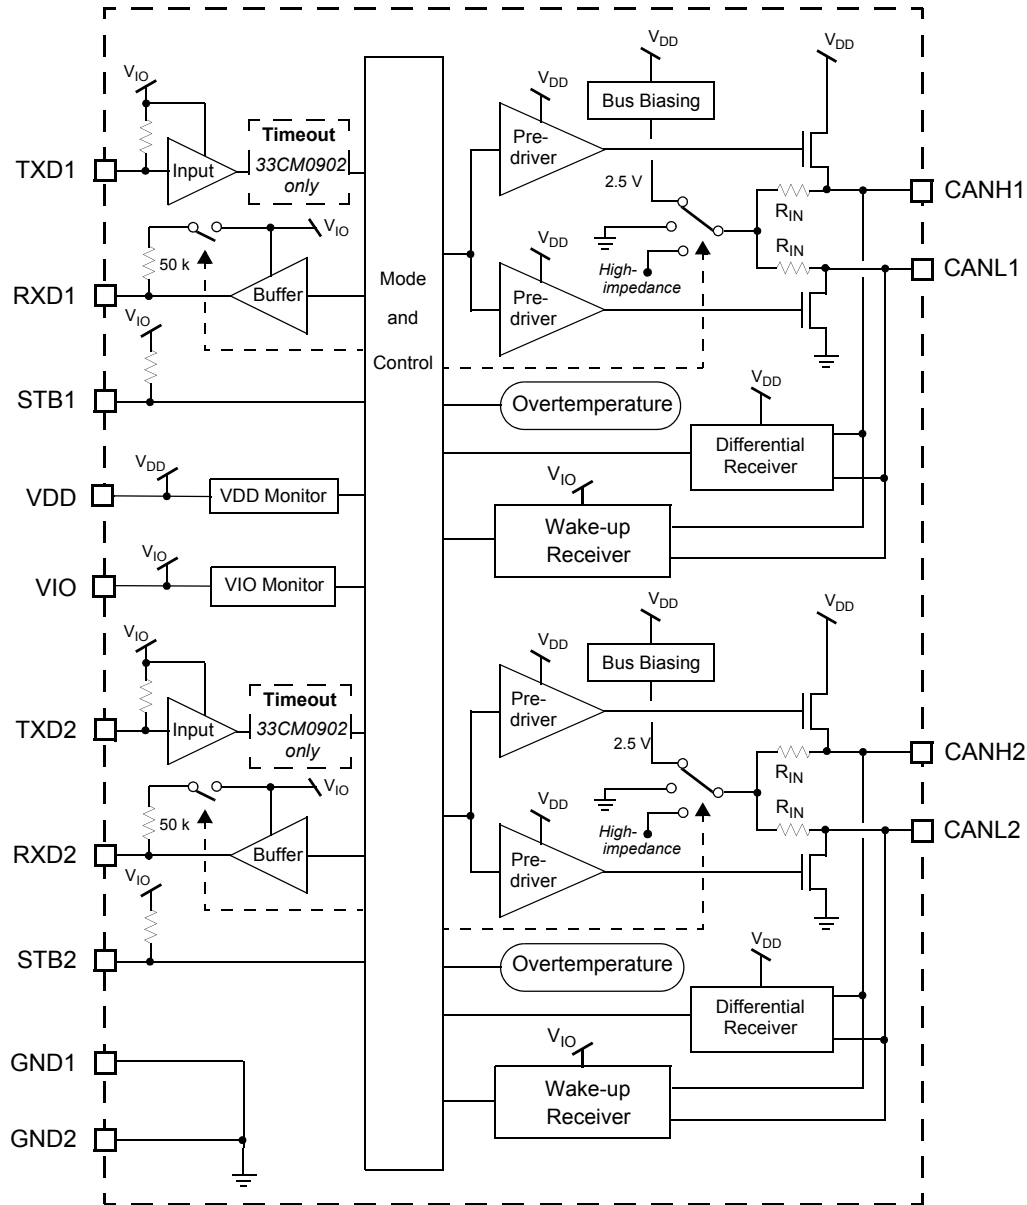 VIO
Timeout
33CM0902
only
TXD1
Input
VIO
50 k
RXD1
Buffer
VIO
STB1
VDD
VDD
VDD Monitor
VIO
VIO
VIO Monitor
VIO
Timeout
33CM0902
only
TXD2
Input
VIO
50 k
RXD2
Buffer
VIO
STB2
GND1
GND2
Mode
and
Control
VDD
Bus Biasing
VDD
VDD
Pre-
driver
2.5 V
RIN
CANH1
VDD
RIN
CANL1
High-
impedance
Pre-
driver
Overtemperature
VDD
Differential
Receiver
VIO
Wake-up
Receiver
VDD
Bus Biasing
VDD
VDD
Pre-
driver
2.5 V
RIN
CANH2
VDD
RIN
CANL2
High-
impedance
Pre-
driver
Overtemperature
VDD
Differential
Receiver
VIO
Wake-up
Receiver